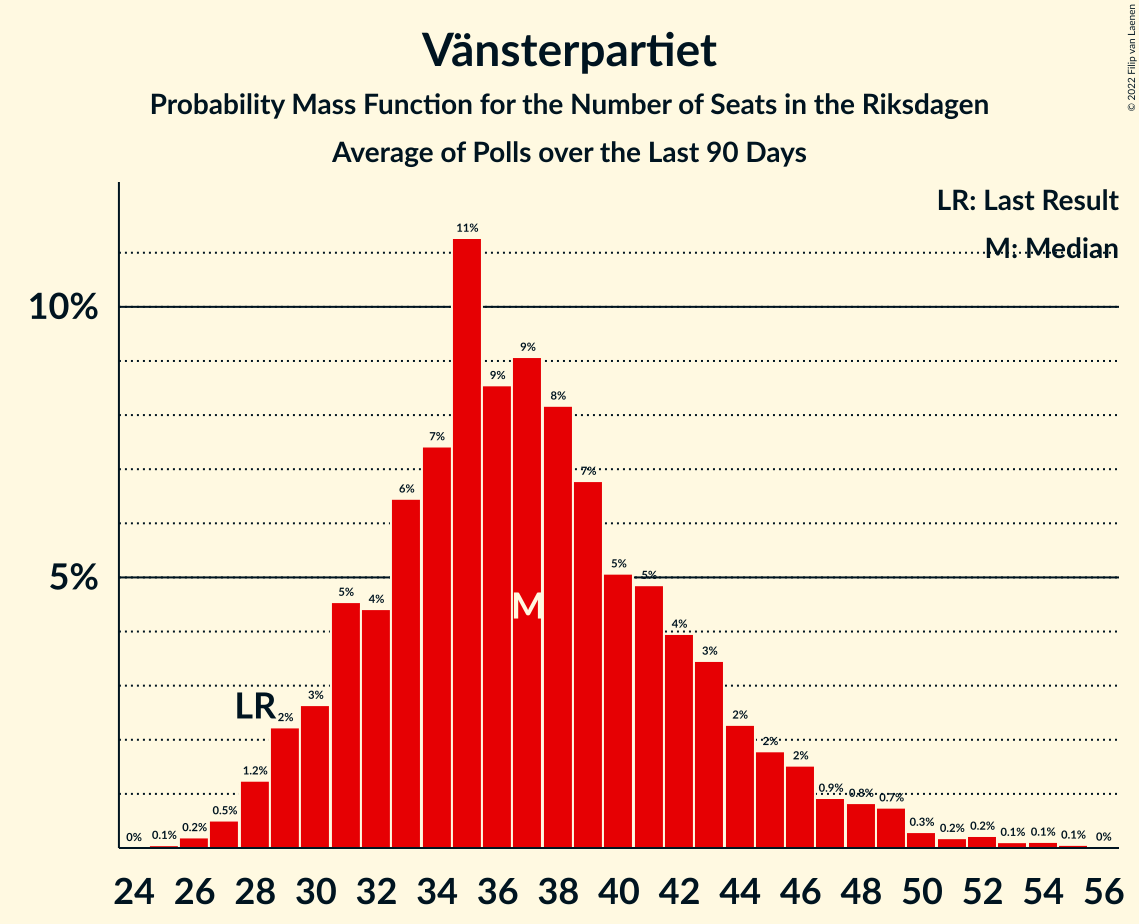 Vänsterpartiet
Probability Mass Function for the Number of Seats in the Riksdagen
Average of Polls over the Last 90 Days
© 2022 Filip van Laenen
LR: Last Result
M: Median
10%
5%
LR
M
0% 0.1% 0.2% 0.5% 1.2% 2% 3% 5% 4% 6% 7% 11% 9% 9% 8% 7% 5% 5% 4% 3% 2% 2% 2% 0.9% 0.8% 0.7% 0.3% 0.2% 0.2% 0.1% 0.1% 0.1% 0%
24 26 28 30 32 34 36 38 40 42 44 46 48 50 52 54 56